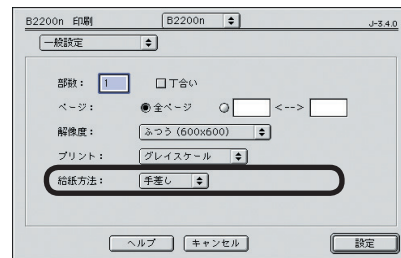 B2200n 印刷 B2200n J-3.4.0
一般設定
部数： 1 丁合い
ページ： 全ページ <-->
解像度： ふつう (600x600)
プリント： グレイスケール
給紙方法： 手差し
ヘルプ キャンセル 設定